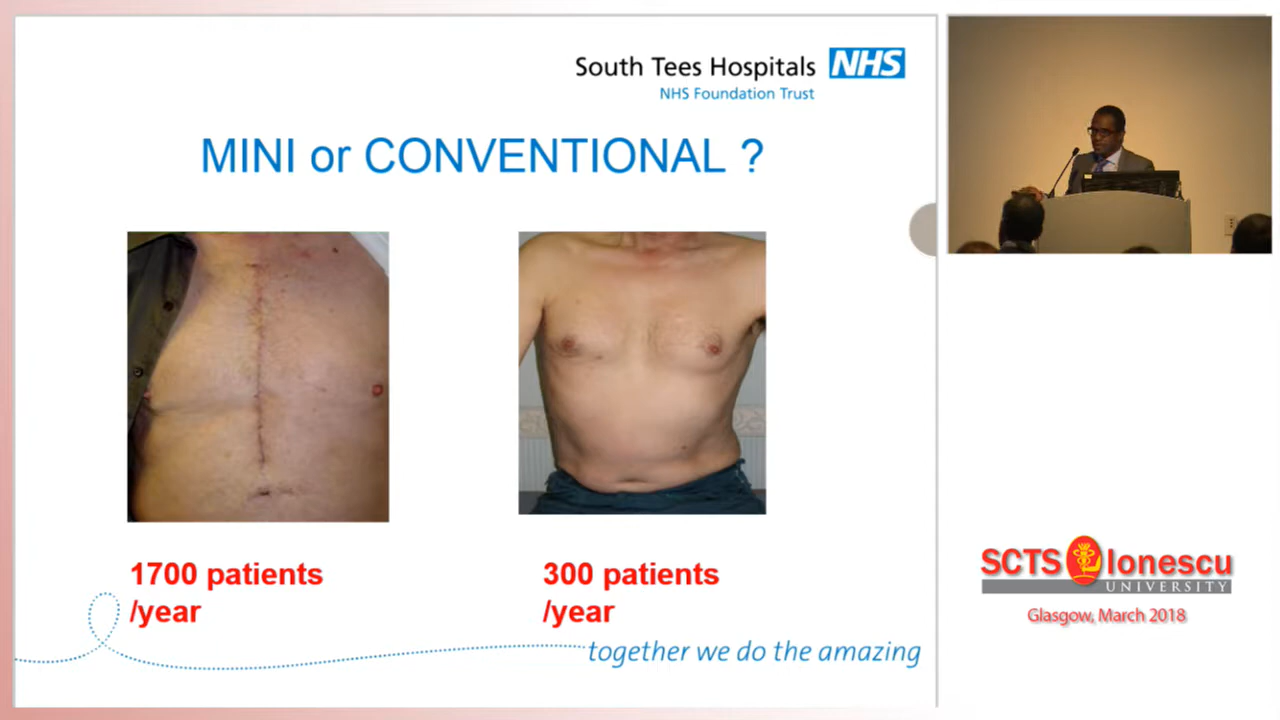 South Tees Hospitals NHS
NHS Foundation Trust
MINI or CONVENTIONAL ?
1700 patients
/year
300 patients
/year
together we do the amazing
SCTS Ionescu
UNIVERSITY
Glasgow, March 2018